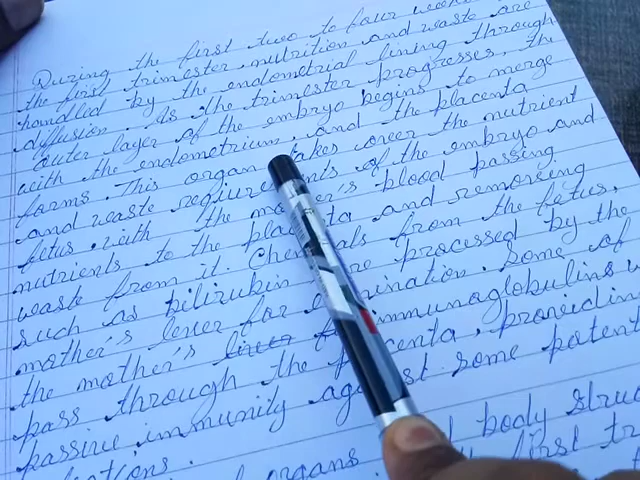 During the first two to four weeks
the first trimester, nutrition and waste are
handled by the endometrial lining through
diffusion. As the trimester progresses, the
outer layer of the embryo begins to merge
with the endometrium, and the placenta
forms. This organ takes over the nutrient
and waste requirements of the embryo and
fetus, with the mother's blood passing
nutrients to the placenta and removing
waste from it. Chemicals from the fetus,
such as bilirubin are processed by the
mother's liver for elimination. Some of
the mother's immunoglobulins
pass through the placenta, providing
passive immunity against some potent
organs body struc
first tr